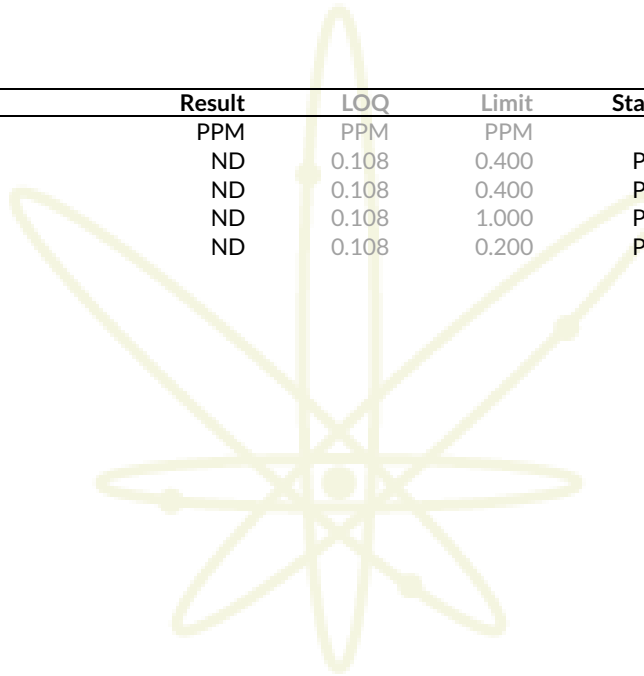 Result LOQ Limit Sta
PPM PPM PPM
ND 0.108 0.400 P
ND 0.108 0.400 P
ND 0.108 1.000 P
ND 0.108 0.200 P